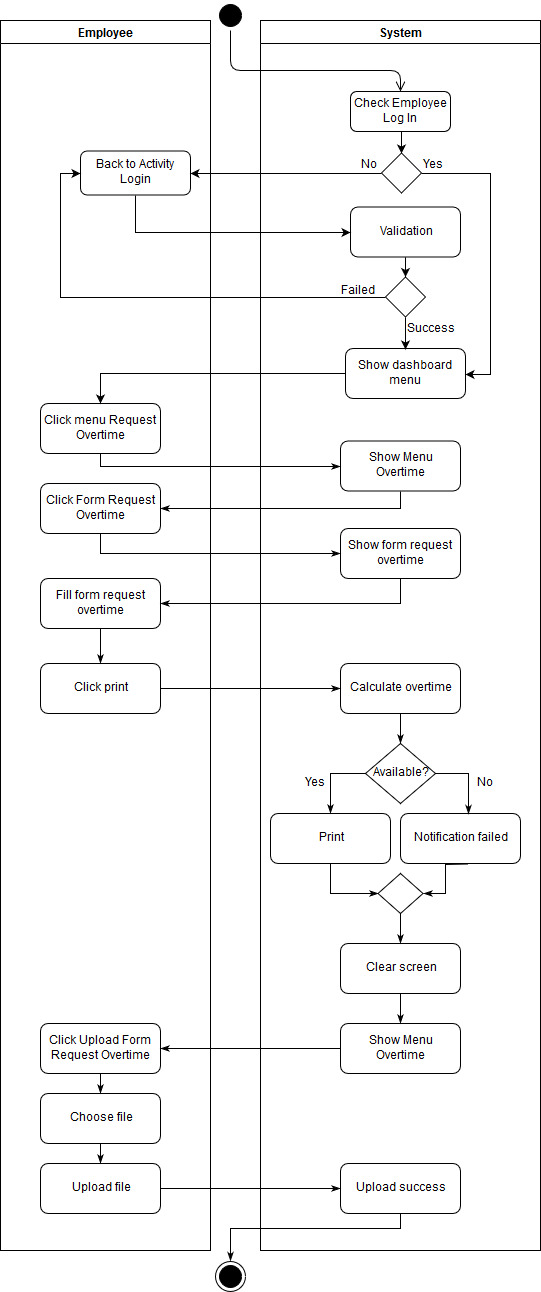 Employee
System
Check Employee
Log In
No
Yes
Back to Activity
Login
Validation
Failed
Success
Show dashboard
menu
Click menu Request
Overtime
Show Menu
Overtime
Click Form Request
Overtime
Show form request
overtime
Fill form request
overtime
Click print
Calculate overtime
Available?
Yes
No
Print
Notification failed
Clear screen
Click Upload Form
Request Overtime
Show Menu
Overtime
Choose file
Upload file
Upload success